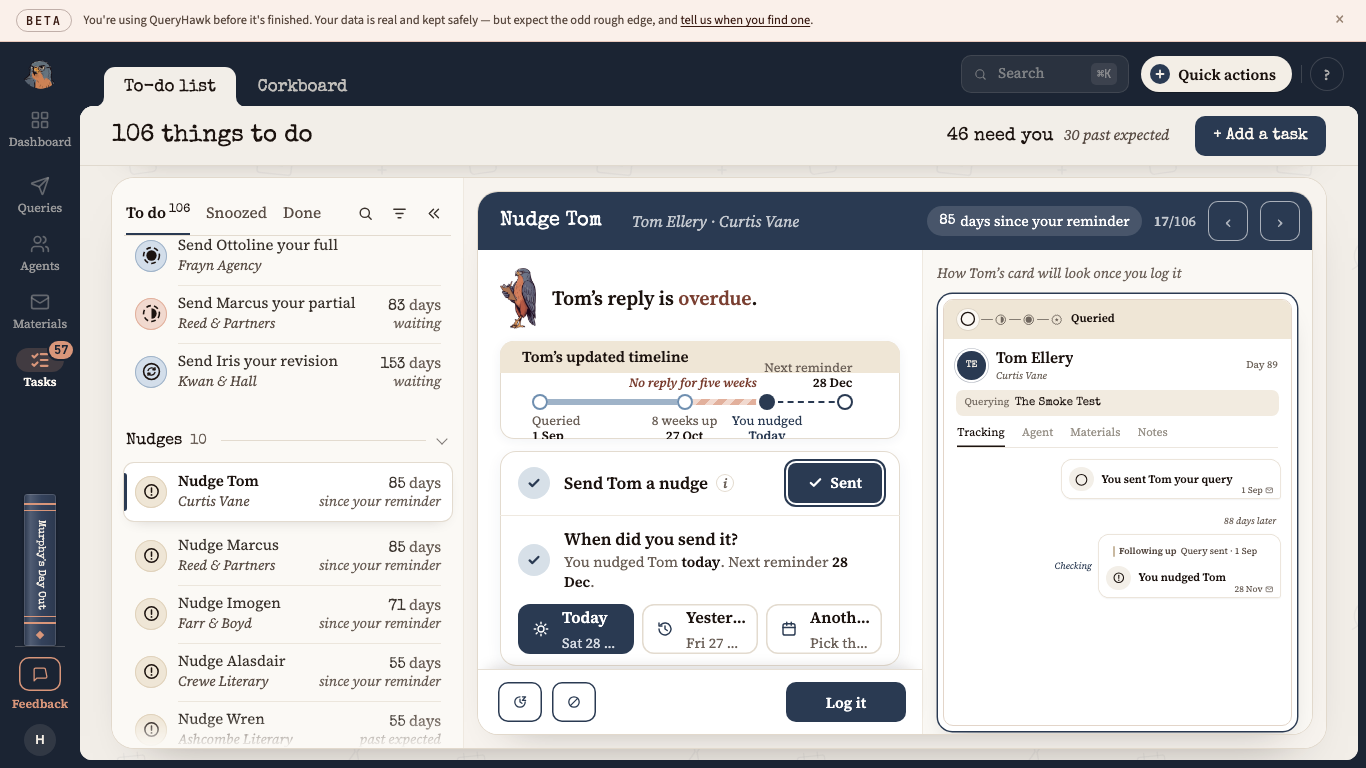 BETA
You're using QueryHawk before it's finished. Your data is real and kept safely — but expect the odd rough edge, and tell us when you find one.
×
To-do list
Corkboard
Search
⌘K
+ Quick actions
?
Dashboard
Queries
Agents
Materials
57
Tasks
Murphy's Day Out
Feedback
H
106 things to do
46 need you
30 past expected
+ Add a task
To do 106
Snoozed
Done
Send Ottoline your full
Frayn Agency
Send Marcus your partial
83 days
Reed & Partners
waiting
Send Iris your revision
153 days
Kwan & Hall
waiting
Nudges 10
Nudge Tom
85 days
Curtis Vane
since your reminder
Nudge Marcus
85 days
Reed & Partners
since your reminder
Nudge Imogen
71 days
Farr & Boyd
since your reminder
Nudge Alasdair
55 days
Crewe Literary
since your reminder
Nudge Wren
55 days
Ashcombe Literary
past expected
Nudge Tom
Tom Ellery · Curtis Vane
85 days since your reminder
17/106
‹
›
Tom's reply is overdue.
Tom's updated timeline
Next reminder
No reply for five weeks
28 Dec
Queried
8 weeks up
You nudged
1 Sep
27 Oct
Today
Send Tom a nudge
i
Sent
When did you send it?
You nudged Tom today. Next reminder 28
Dec.
Today
Sat 28 ...
Yester...
Fri 27 ...
Anoth...
Pick th...
Log it
How Tom's card will look once you log it
Queried
TE
Tom Ellery
Curtis Vane
Day 89
Querying The Smoke Test
Tracking
Agent
Materials
Notes
You sent Tom your query
1 Sep
88 days later
Following up Query sent · 1 Sep
Checking
You nudged Tom
28 Nov